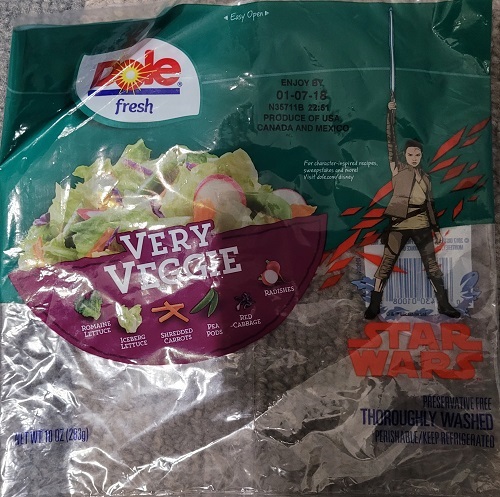 Easy Open
Dole
fresh
ENJOY BY
01-07-18
N35711B 22:51
PRODUCE OF USA,
CANADA AND MEXICO
For character-inspired recipes,
sweepstakes and more!
Visit dole.com/disney
VERY
VEGGIE
ROMAINE
LETTUCE
ICEBERG
LETTUCE
SHREDDED
CARROTS
PEA
PODS
RED
CABBAGE
RADISHES
STAR
WARS
PRESERVATIVE FREE
THOROUGHLY WASHED
PERISHABLE/KEEP REFRIGERATED
NET WT 10 OZ (283g)